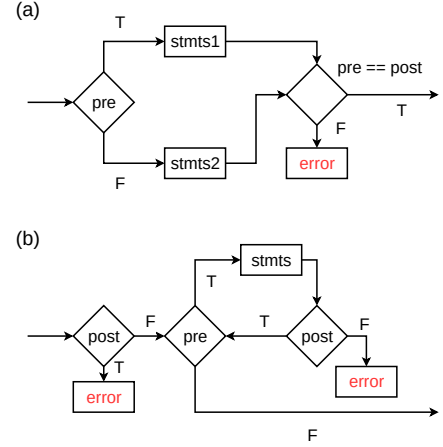 (a)
T
stmts1
pre == post
pre
T
F
F
stmts2
error
(b)
stmts
T
F
T
F
post
pre
post
T
error
error
F